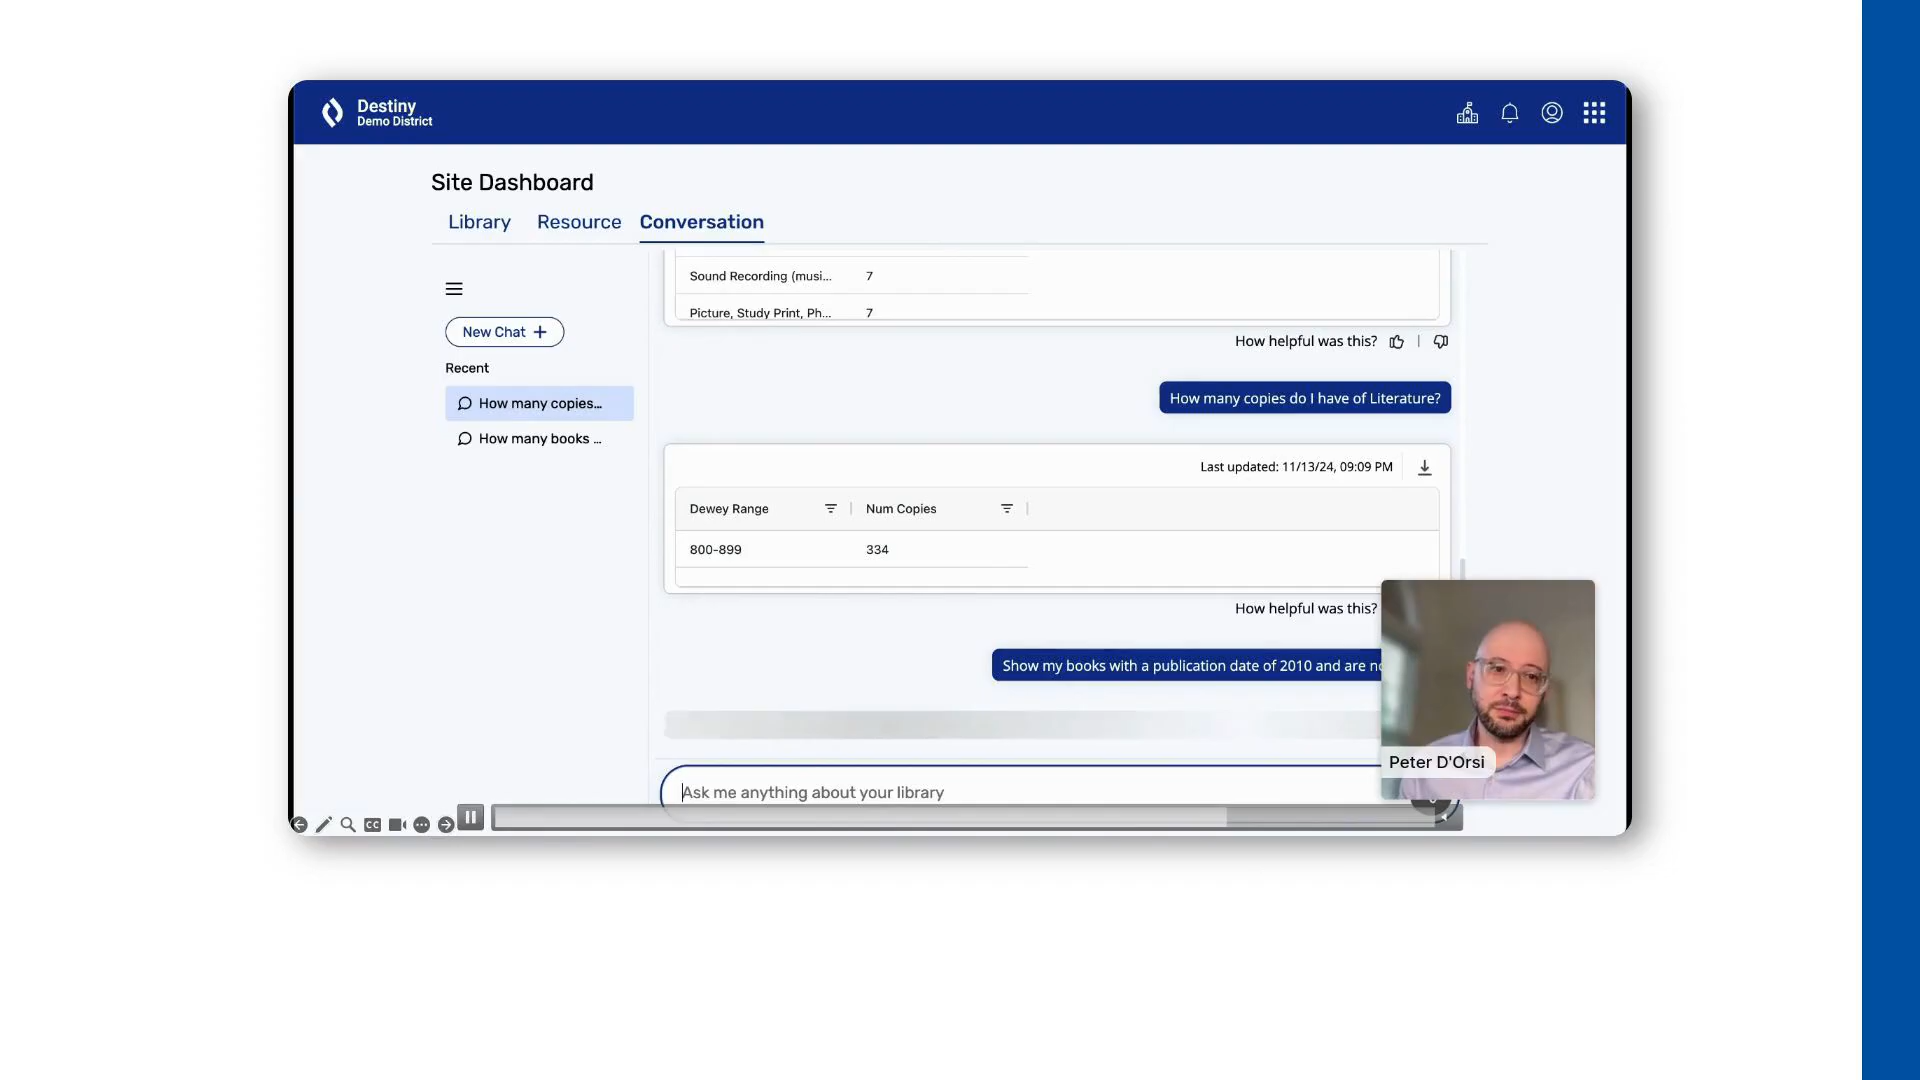 Destiny
Demo District
Site Dashboard
Library Resource Conversation
New Chat +
Recent
How many copies...
How many books ...
Sound Recording (musi... 7
Picture, Study Print, Ph... 7
How helpful was this?
How many copies do I have of Literature?
Last updated: 11/13/24, 09:09 PM
Dewey Range Num Copies
800-899 334
How helpful was this?
Show my books with a publication date of 2010 and are
Peter D'Orsi
Ask me anything about your library
CC